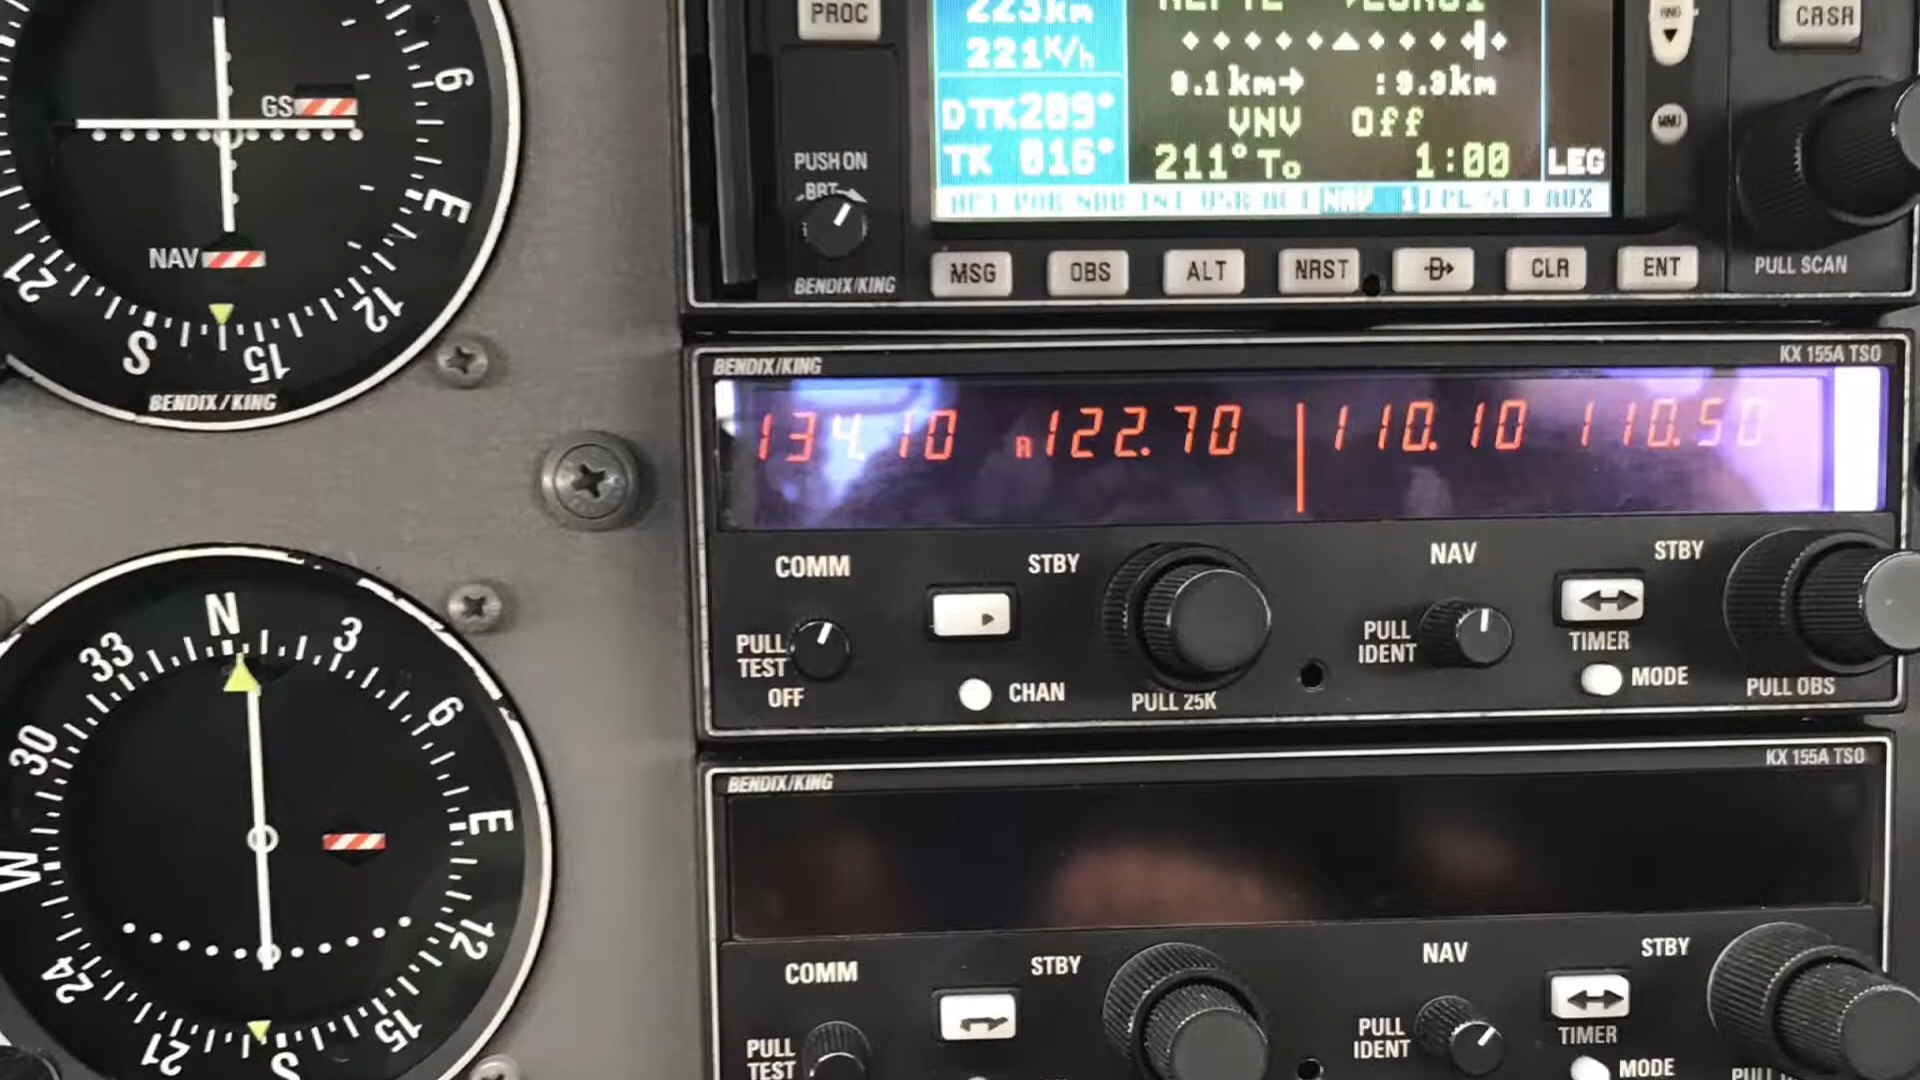 PROC
CRSR
223km
221K/h
8.1km→ :9.9km
DTK209°
VNV Off
TK 016°
211°To 1:00
LEG
PUSH ON
BRT
BENDIX/KING
MSG OBS ALT NRST D→ CLR ENT
PULL SCAN
GS
NAV
6 E 12 15 S 21
BENDIX/KING
BENDIX/KING
KX 155A TSO
134.10 R122.70 110.10 110.50
COMM STBY NAV STBY
PULL
TEST
OFF
CHAN
PULL 25K
PULL
IDENT
TIMER
MODE
PULL OBS
N 3 6 E 12 15 S 21 24 W 30 33
BENDIX/KING
KX 155A TSO
COMM STBY NAV STBY
PULL
TEST
PULL
IDENT
TIMER
MODE